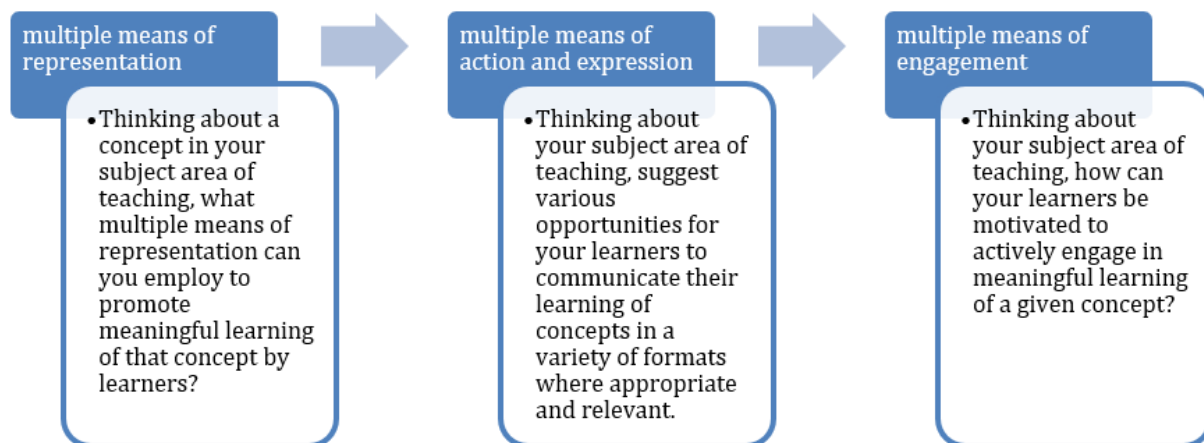 multiple means of
representation
•Thinking about a
concept in your
subject area of
teaching, what
multiple means of
representation can
you employ to
promote
meaningful learning
of that concept by
learners?
multiple means of
action and expression
•Thinking about
your subject area of
teaching, suggest
various
opportunities for
your learners to
communicate their
learning of
concepts in a
variety of formats
where appropriate
and relevant.
multiple means of
engagement
•Thinking about
your subject area of
teaching, how can
your learners be
motivated to
actively engage in
meaningful learning
of a given concept?